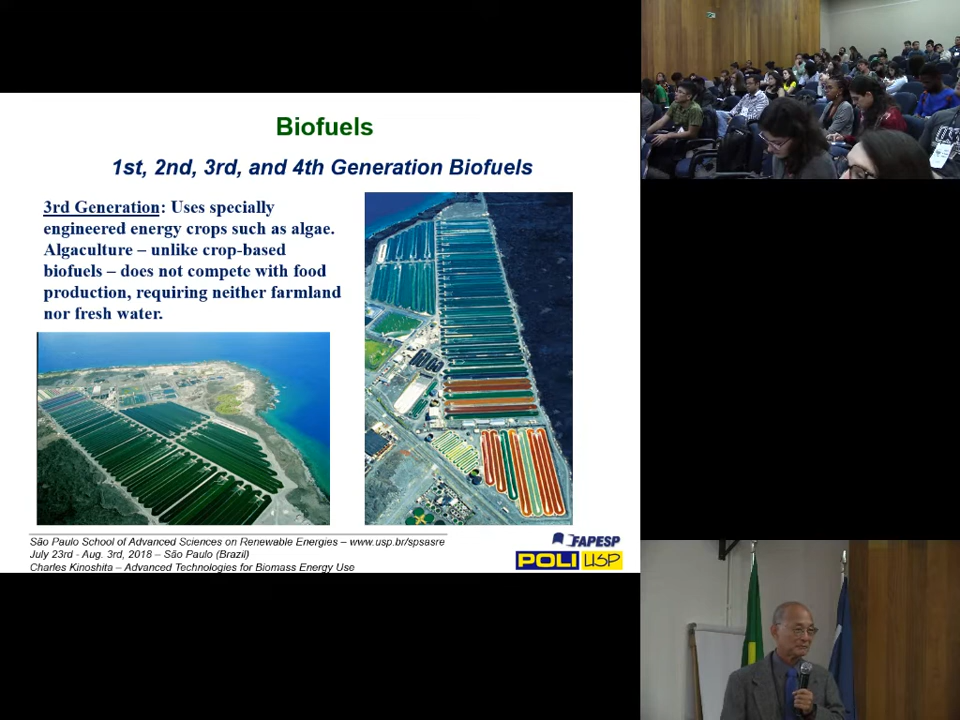 Biofuels
1st, 2nd, 3rd, and 4th Generation Biofuels
3rd Generation: Uses specially
engineered energy crops such as algae.
Algaculture – unlike crop-based
biofuels – does not compete with food
production, requiring neither farmland
nor fresh water.
São Paulo School of Advanced Sciences on Renewable Energies – www.usp.br/spsasre
July 23rd - Aug. 3rd, 2018 – São Paulo (Brazil)
Charles Kinoshita – Advanced Technologies for Biomass Energy Use
FAPESP
POLI USP